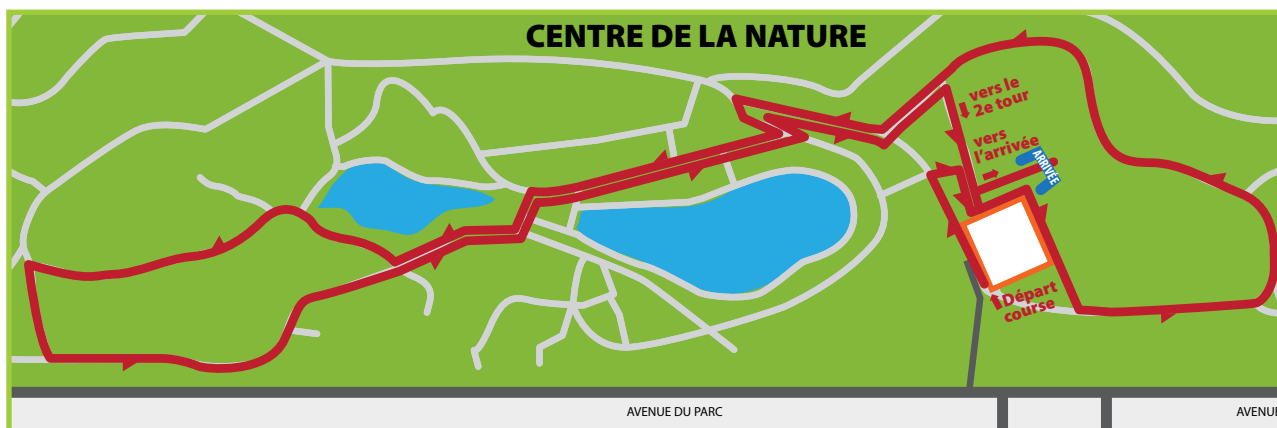 CENTRE DE LA NATURE
vers le
2e tour
vers
l'arrivée
ARRIVÉE
Départ
course
AVENUE DU PARC
AVENUE